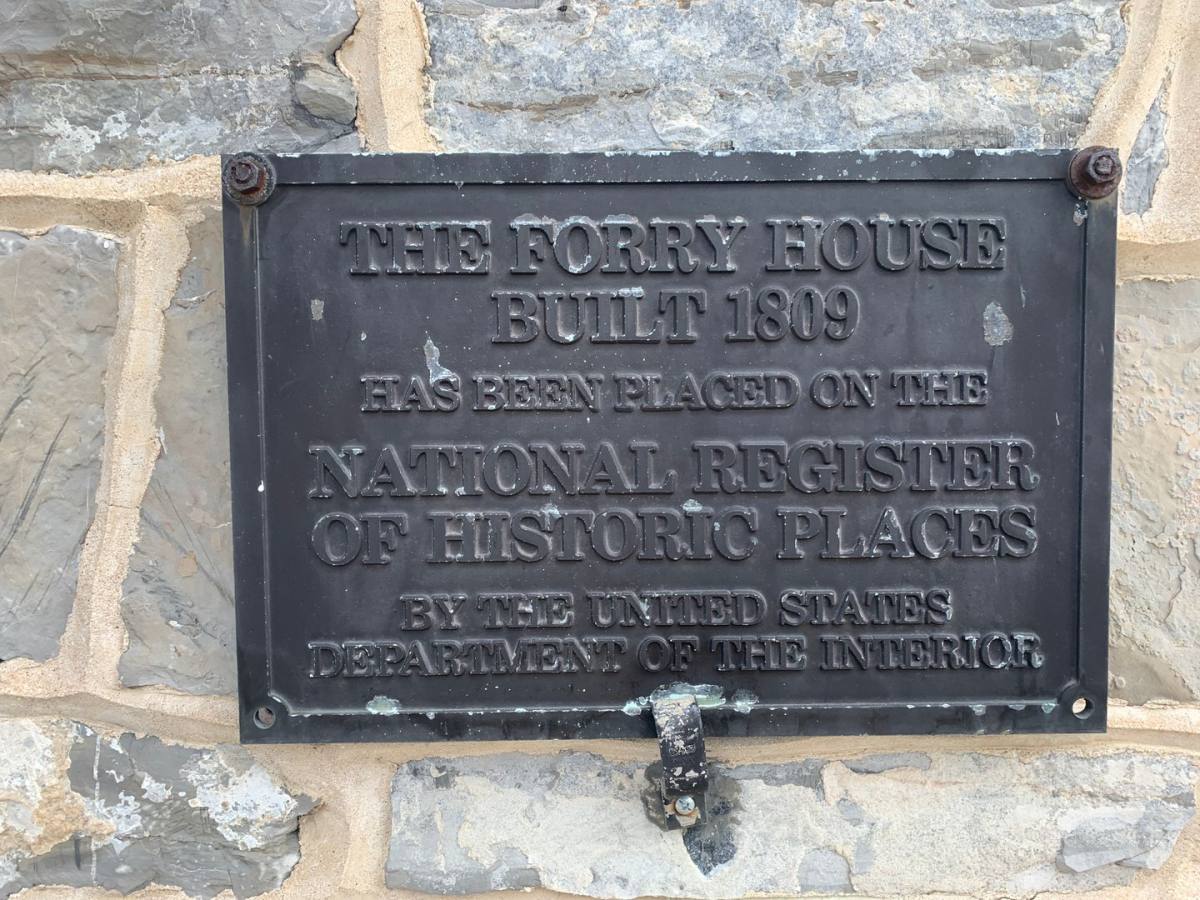 THE FORRY HOUSE
BUILT 1809
HAS BEEN PLACED ON THE
NATIONAL REGISTER
OF HISTORIC PLACES
BY THE UNITED STATES
DEPARTMENT OF THE INTERIOR